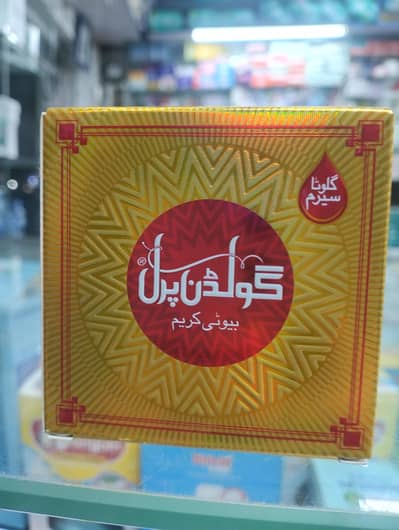 گلوٹا
سیرم
گولڈن پرل®
بیوٹی کریم